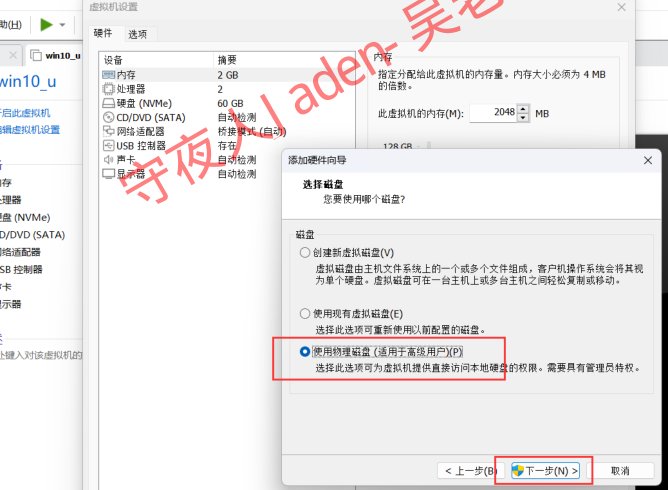 虚拟机设置
助(H)
硬件
选项
win10_u
win10_u
设备
摘要
内存
2 GB
处理器
2
硬盘 (NVMe)
60 GB
CD/DVD (SATA)
自动检测
网络适配器
桥接模式 (自动)
USB 控制器
存在
声卡
自动检测
显示器
自动检测
内存
指定分配给此虚拟机的内存量。内存大小必须为 4 MB
的倍数。
此虚拟机的内存(M):
2048
MB
128 GB
开启此虚拟机
编辑虚拟机设置
内存
处理器
硬盘 (NVMe)
CD/DVD (SATA)
网络适配器
USB 控制器
声卡
显示器
处键入对该虚拟机的
守夜人J aden- 吴老
添加硬件向导
选择磁盘
您要使用哪个磁盘?
磁盘
创建新虚拟磁盘(V)
虚拟磁盘由主机文件系统上的一个或多个文件组成，客户机操作系统会将其视
为单个硬盘。虚拟磁盘可在一台主机上或多台主机之间轻松复制或移动。
使用现有虚拟磁盘(E)
选择此选项可重新使用以前配置的磁盘。
使用物理磁盘 (适用于高级用户)(P)
选择此选项可为虚拟机提供直接访问本地硬盘的权限。需要具有管理员特权。
< 上一步(B)
下一步(N) >
取消